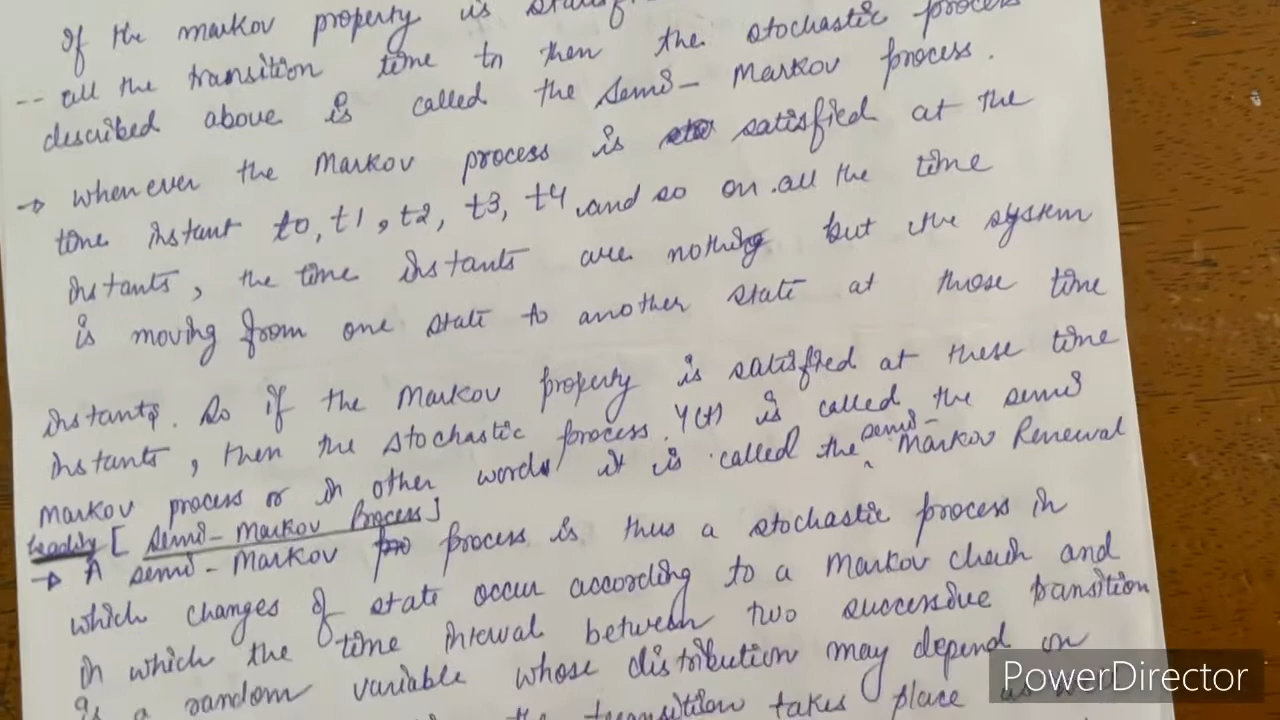 If the markov property is
-- all the transition time tn then the stochastic process
described above is called the semi- Markov process.
→ whenever the Markov process is satisfied at the
time instant t0, t1, t2, t3, t4 and so on all the time
instants, the time instants are nothing but the system
is moving from one state to another state at those time
instants. So if the Markov property is satisfied at these time
instants, then the stochastic process Y(t) is called the semi
Markov process or in other words it is called the semi- Markov Renewal
heading [ Semi- Markov Process]
→ A semi- Markov process is thus a stochastic process in
which changes of state occur according to a Markov chain and
in which the time interval between two successive transition
is a random variable whose distribution may depend on
the transition takes place as
PowerDirector